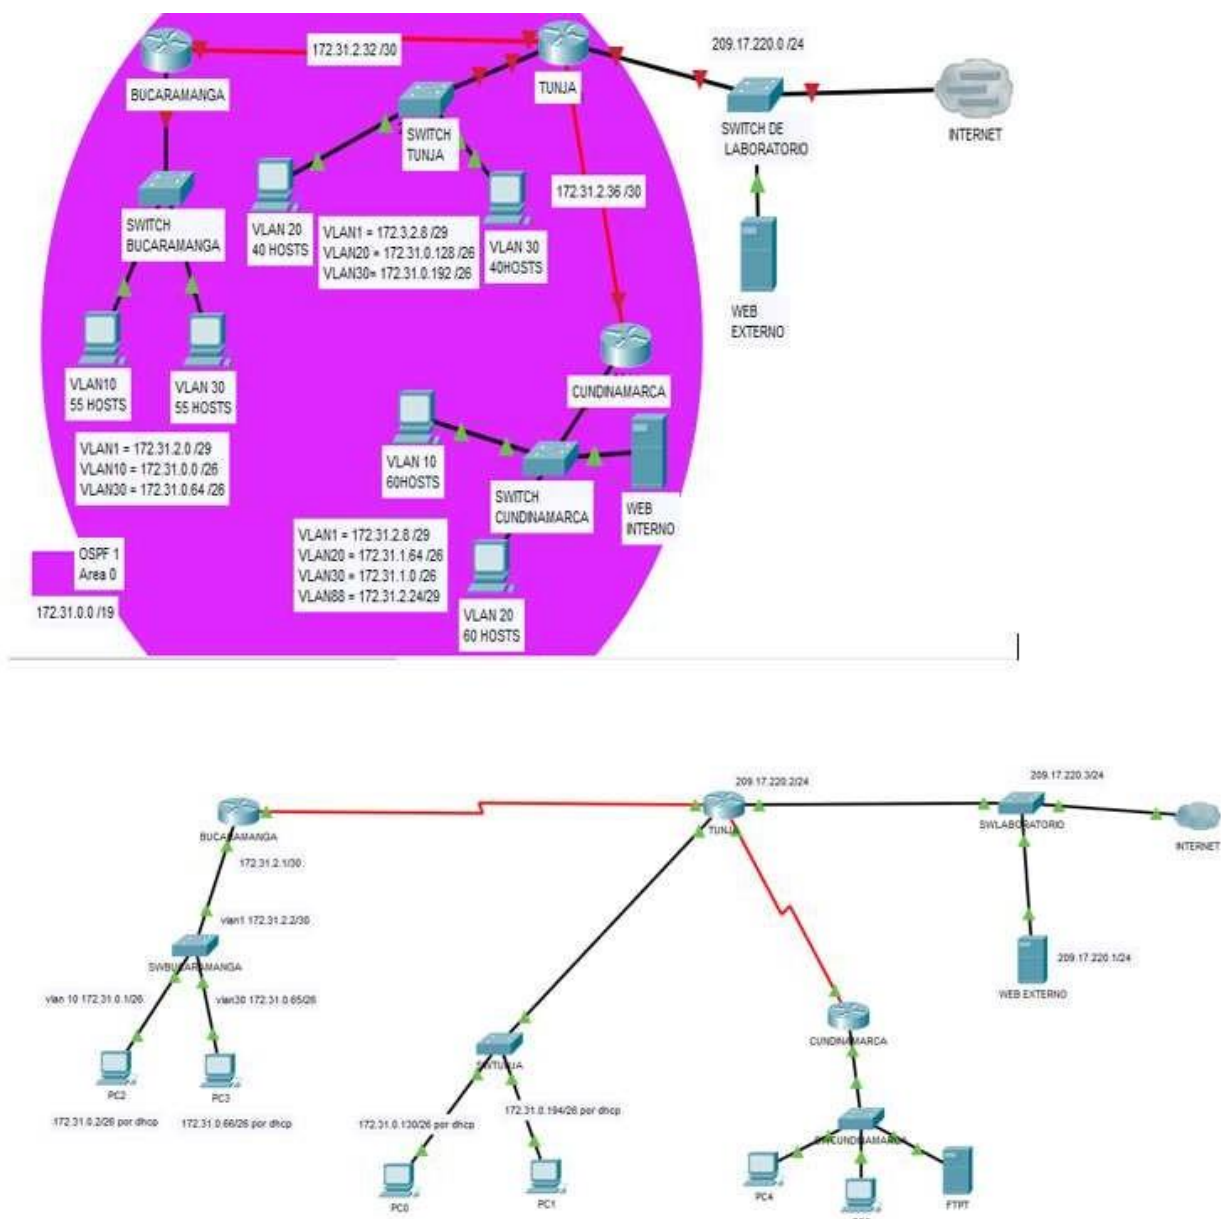 172.31.2.32 /30
209.17.220.0 /24
BUCARAMANGA
TUNJA
INTERNET
SWITCH
TUNJA
SWITCH DE
LABORATORIO
172.31.2.36 /30
SWITCH
BUCARAMANGA
VLAN 20
40 HOSTS
VLAN1 = 172.3.2.8 /29
VLAN20 = 172.31.0.128 /26
VLAN30= 172.31.0.192 /26
VLAN 30
40HOSTS
WEB
EXTERNO
VLAN10
55 HOSTS
VLAN 30
55 HOSTS
CUNDINAMARCA
VLAN1 = 172.31.2.0 /29
VLAN10 = 172.31.0.0 /26
VLAN30 = 172.31.0.64 /26
VLAN 10
60HOSTS
SWITCH
CUNDINAMARCA
WEB
INTERNO
VLAN1 = 172.31.2.8 /29
VLAN20 = 172.31.1.64 /26
VLAN30 = 172.31.1.0 /26
VLAN88 = 172.31.2.24/29
OSPF 1
Area 0
172.31.0.0 /19
VLAN 20
60 HOSTS
209.17.220.2/24
209.17.220.3/24
BUCARAMANGA
TUNJA
SWLABORATORIO
INTERNET
172.31.2.1/30
vlan1 172.31.2.2/30
SWBUCARAMANGA
209.17.220.1/24
WEB EXTERNO
vlan 10 172.31.0.1/26
vlan30 172.31.0.65/26
CUNDINAMARCA
SWTUNJA
PC2
PC3
172.31.0.2/26 por dhcp
172.31.0.66/26 por dhcp
172.31.0.130/26 por dhcp
172.31.0.194/26 por dhcp
SWCUNDINAMARCA
PC0
PC1
PC4
FTPT